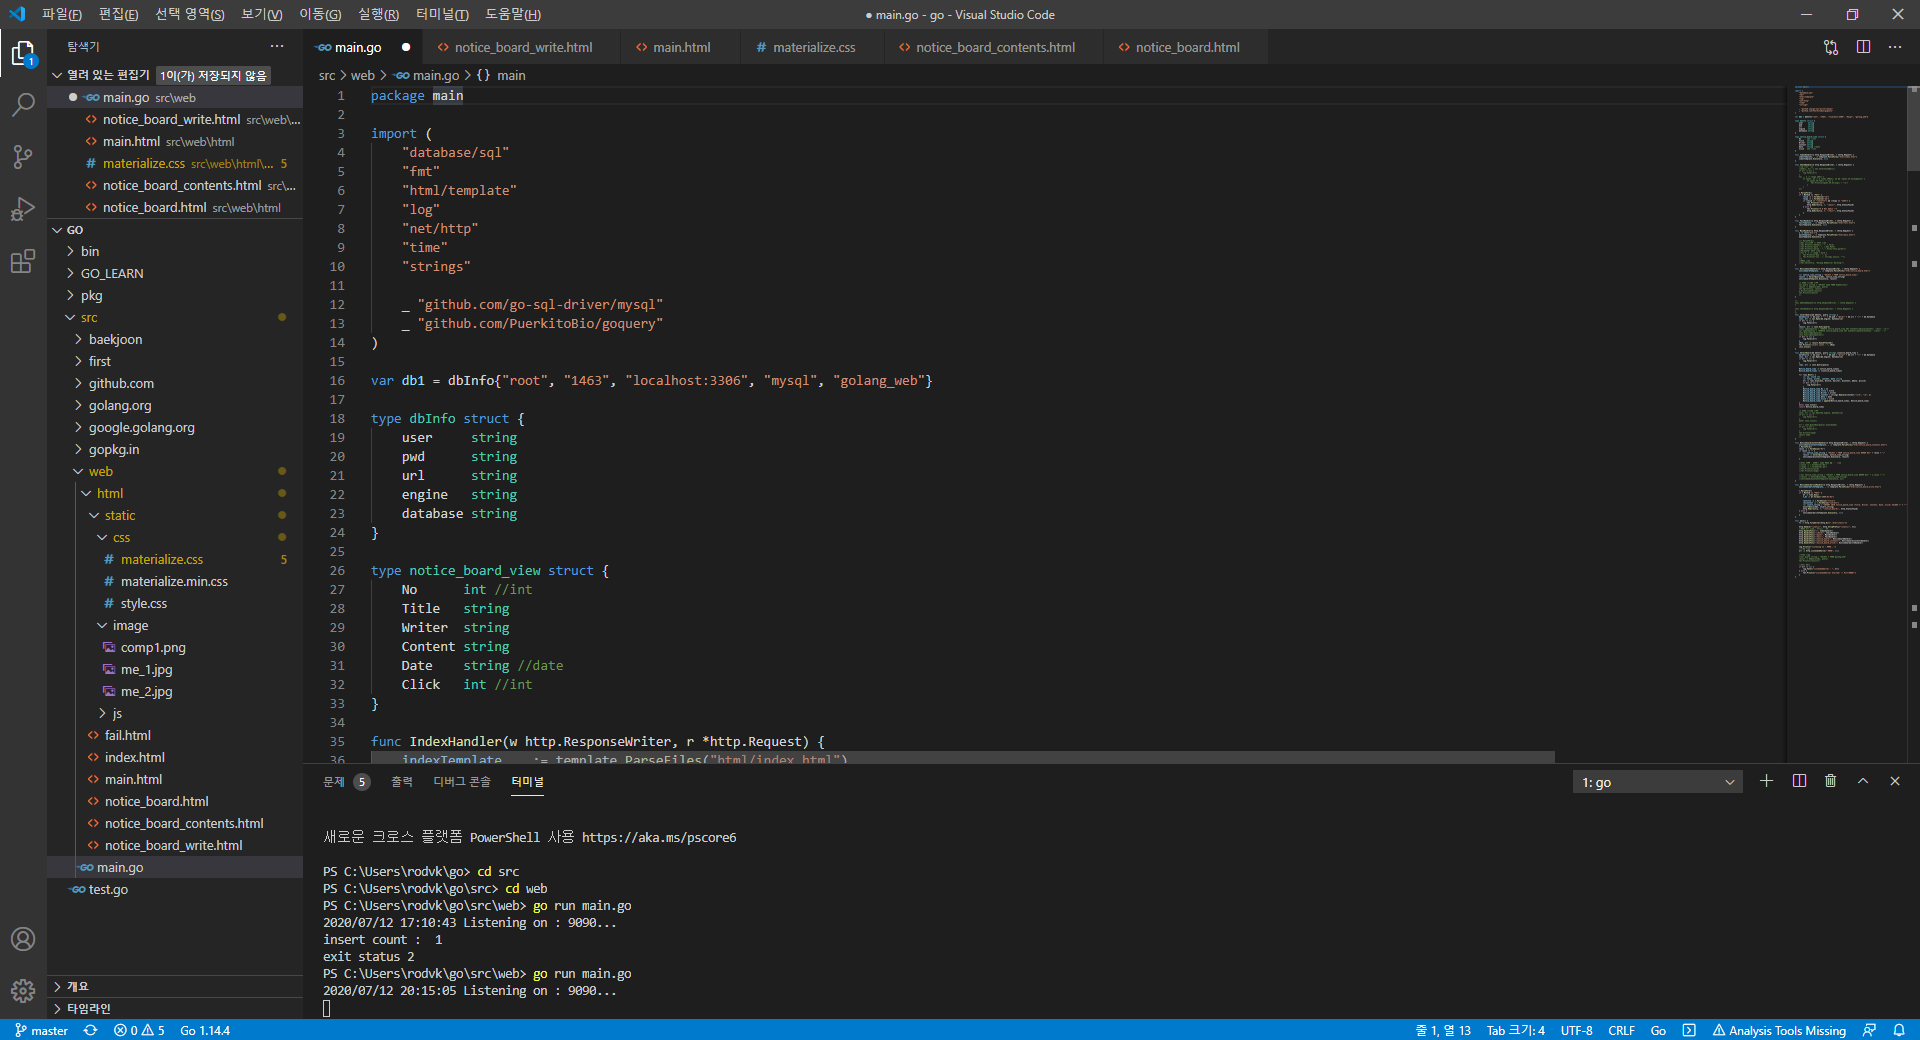 파일(F) 편집(E) 선택 영역(S) 보기(V) 이동(G) 실행(R) 터미널(T) 도움말(H)
● main.go - go - Visual Studio Code
탐색기
열려 있는 편집기 1이(가) 저장되지 않음
main.go src\web
notice_board_write.html src\web\...
main.html src\web\html
materialize.css src\web\html\... 5
notice_board_contents.html src\...
notice_board.html src\web\html
GO
bin
GO_LEARN
pkg
src
baekjoon
first
github.com
golang.org
google.golang.org
gopkg.in
web
html
static
css
materialize.css 5
materialize.min.css
style.css
image
comp1.png
me_1.jpg
me_2.jpg
js
fail.html
index.html
main.html
notice_board.html
notice_board_contents.html
notice_board_write.html
main.go
test.go
개요
타임라인
main.go notice_board_write.html main.html materialize.css notice_board_contents.html notice_board.html
src > web > main.go > {} main
1 package main
2
3 import (
4 "database/sql"
5 "fmt"
6 "html/template"
7 "log"
8 "net/http"
9 "time"
10 "strings"
11
12 _ "github.com/go-sql-driver/mysql"
13 _ "github.com/PuerkitoBio/goquery"
14 )
15
16 var db1 = dbInfo{"root", "1463", "localhost:3306", "mysql", "golang_web"}
17
18 type dbInfo struct {
19 user string
20 pwd string
21 url string
22 engine string
23 database string
24 }
25
26 type notice_board_view struct {
27 No int //int
28 Title string
29 Writer string
30 Content string
31 Date string //date
32 Click int //int
33 }
34
35 func IndexHandler(w http.ResponseWriter, r *http.Request) {
36 indexTemplate, _ := template.ParseFiles("html/index.html")
문제 5 출력 디버그 콘솔 터미널
1: go
새로운 크로스 플랫폼 PowerShell 사용 https://aka.ms/pscore6
PS C:\Users\rodvk\go> cd src
PS C:\Users\rodvk\go\src> cd web
PS C:\Users\rodvk\go\src\web> go run main.go
2020/07/12 17:10:43 Listening on : 9090...
insert count :  1
exit status 2
PS C:\Users\rodvk\go\src\web> go run main.go
2020/07/12 20:15:05 Listening on : 9090...
master 0 5 Go 1.14.4
줄 1, 열 13 Tab 크기: 4 UTF-8 CRLF Go Analysis Tools Missing